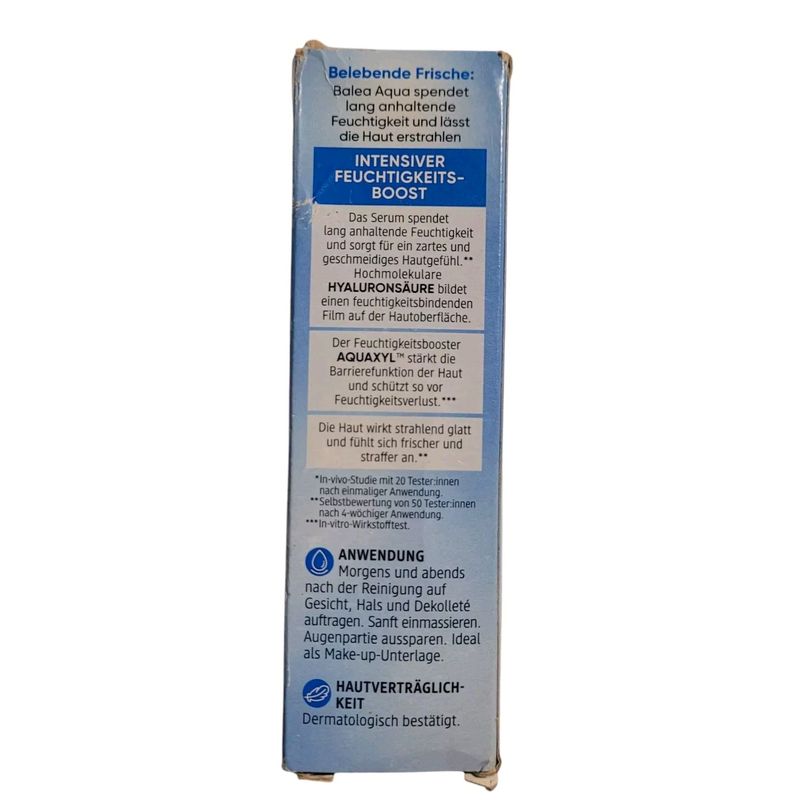 Belebende Frische:
Balea Aqua spendet
lang anhaltende
Feuchtigkeit und lässt
die Haut erstrahlen
INTENSIVER
FEUCHTIGKEITS-
BOOST
Das Serum spendet
lang anhaltende Feuchtigkeit
und sorgt für ein zartes und
geschmeidiges Hautgefühl.**
Hochmolekulare
HYALURONSÄURE bildet
einen feuchtigkeitsbindenden
Film auf der Hautoberfläche.
Der Feuchtigkeitsbooster
AQUAXYL™ stärkt die
Barrierefunktion der Haut
und schützt so vor
Feuchtigkeitsverlust.***
Die Haut wirkt strahlend glatt
und fühlt sich frischer und
straffer an.**
*In-vivo-Studie mit 20 Tester:innen
nach einmaliger Anwendung.
**Selbstbewertung von 50 Tester:innen
nach 4-wöchiger Anwendung.
***In-vitro-Wirkstofftest.
ANWENDUNG
Morgens und abends
nach der Reinigung auf
Gesicht, Hals und Dekolleté
auftragen. Sanft einmassieren.
Augenpartie aussparen. Ideal
als Make-up-Unterlage.
HAUTVERTRÄGLICH-
KEIT
Dermatologisch bestätigt.